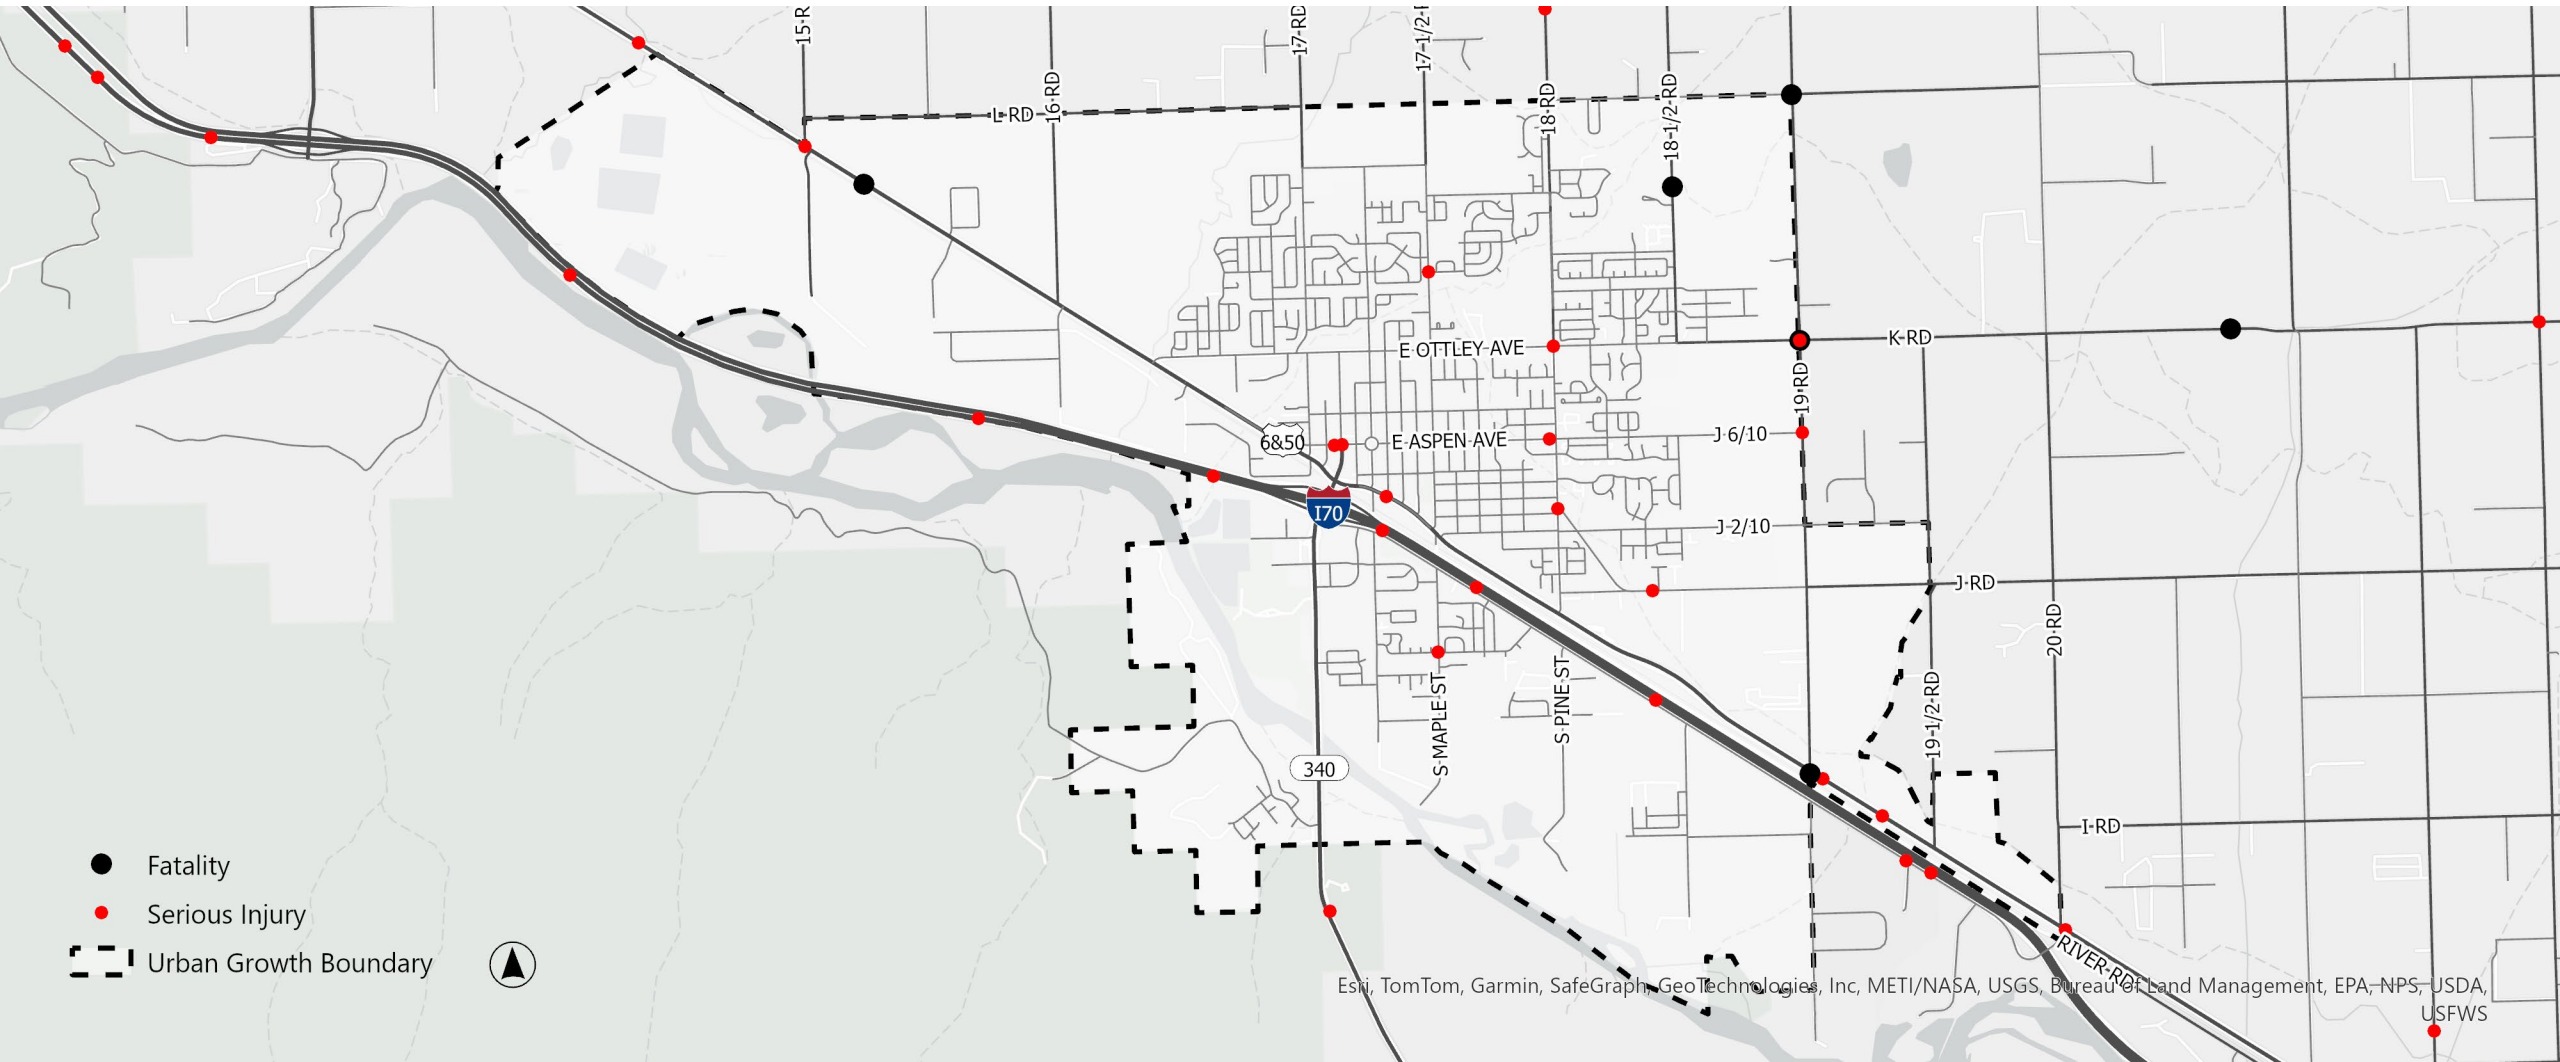 15-R
17-RD
17-1/2-R
16-RD
18-RD
18-1/2-RD
L-RD
E OTTLEY AVE
K-RD
19-RD
6&50
E-ASPEN-AVE
J-6/10
I70
J-2/10
J-RD
20-RD
S-MAPLE-ST
S-PINE-ST
19-1/2-RD
340
I-RD
Fatality
Serious Injury
Urban Growth Boundary
RIVER-RD
Esri, TomTom, Garmin, SafeGraph, GeoTechnologies, Inc, METI/NASA, USGS, Bureau of Land Management, EPA, NPS, USDA,
USFWS